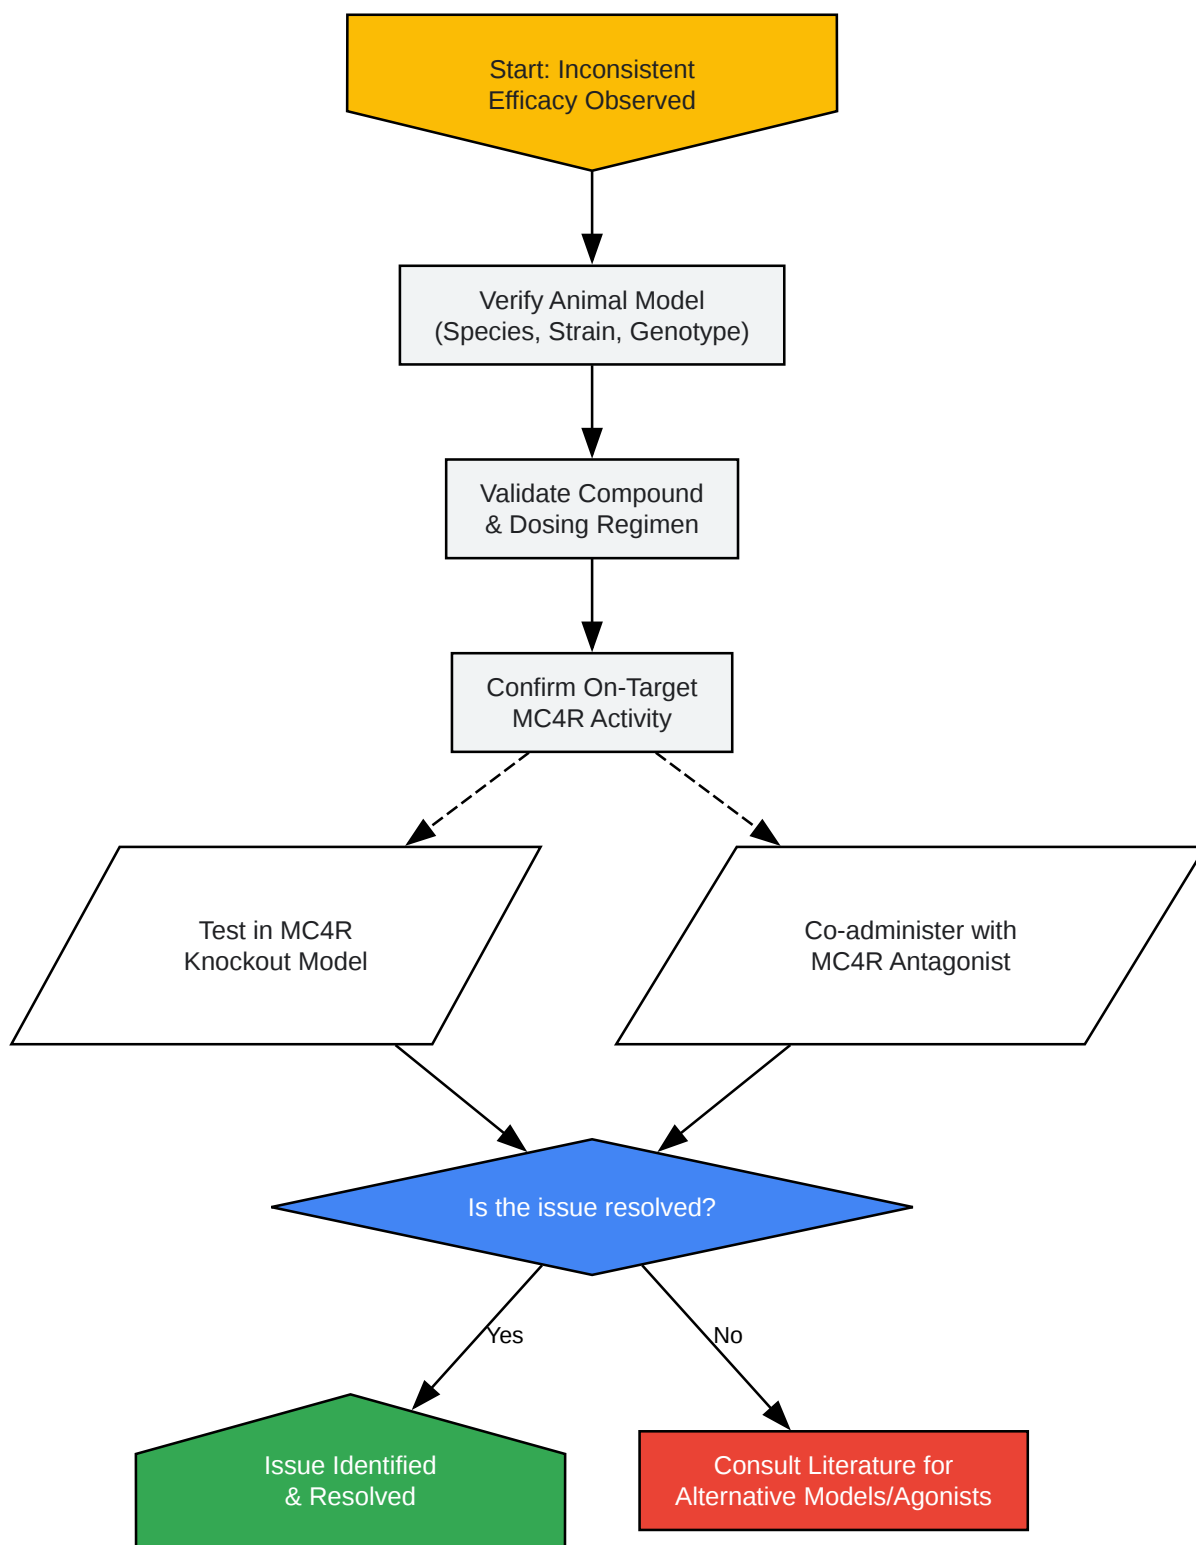 Start: Inconsistent
Efficacy Observed
Verify Animal Model
(Species, Strain, Genotype)
Validate Compound
& Dosing Regimen
Confirm On-Target
MC4R Activity
Test in MC4R
Knockout Model
Co-administer with
MC4R Antagonist
Is the issue resolved?
Yes
No
Issue Identified
& Resolved
Consult Literature for
Alternative Models/Agonists